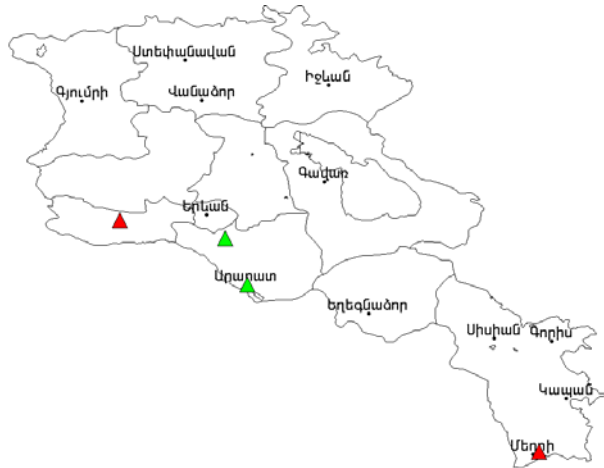 Ստեփանավան
Իջևան
Գյումրի
Վանաձոր
Գավառ
Երևան
Արարատ
Եղեգնաձոր
Սիսիան
Գորիս
Կապան
Մեղրի